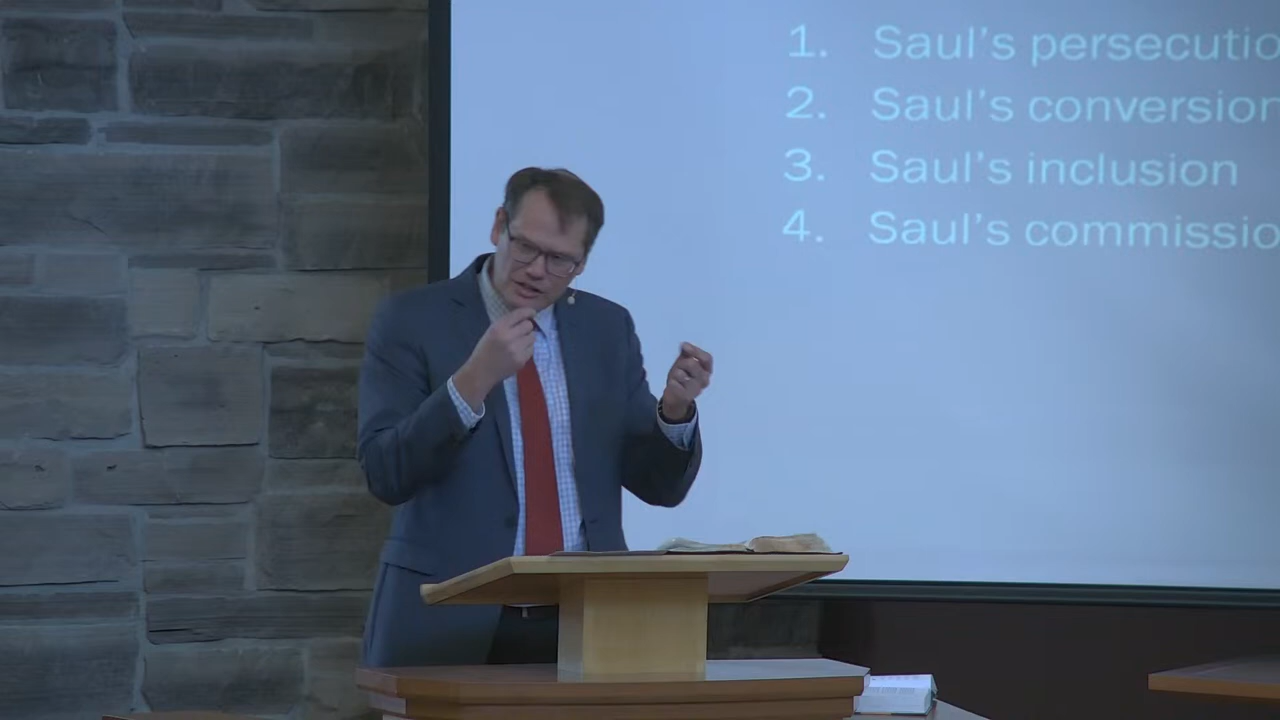 1. Saul's persecutio
2. Saul's conversion
3. Saul's inclusion
4. Saul's commissio